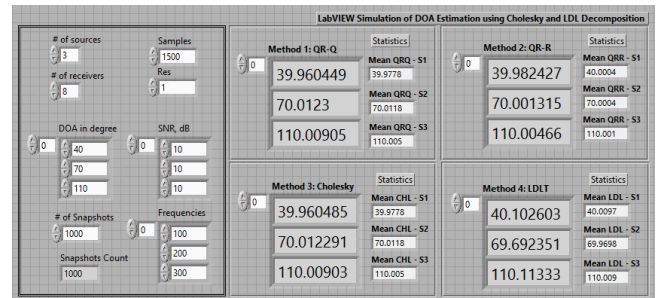 LabVIEW Simulation of DOA Estimation using Cholesky and LDL Decomposition
# of sources
3
Samples
1500
# of receivers
8
Res
1
DOA in degree
0
40
70
110
SNR, dB
0
10
10
10
# of Snapshots
1000
Snapshots Count
1000
Frequencies
0
100
200
300
Method 1: QR-Q
0
39.960449
70.0123
110.00905
Statistics
Mean QRQ - S1
39.9778
Mean QRQ - S2
70.0118
Mean QRQ - S3
110.005
Method 2: QR-R
0
39.982427
70.001315
110.00466
Statistics
Mean QRR - S1
40.0004
Mean QRR - S2
70.0004
Mean QRR - S3
110.001
Method 3: Cholesky
0
39.960485
70.012291
110.00903
Statistics
Mean CHL - S1
39.9778
Mean CHL - S2
70.0118
Mean CHL - S3
110.005
Method 4: LDLT
0
40.102603
69.692351
110.11333
Statistics
Mean LDL - S1
40.0097
Mean LDL - S2
69.9698
Mean LDL - S3
110.009